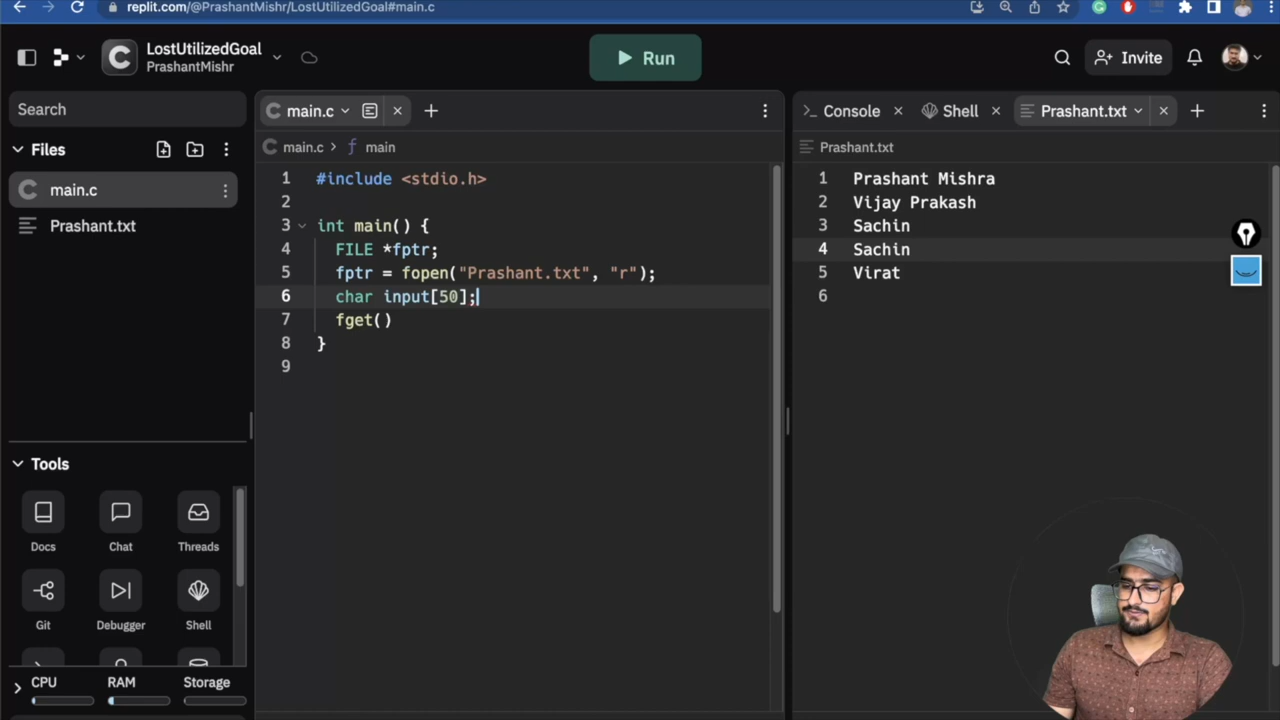 replit.com/@PrashantMishr/LostUtilizedGoal#main.c
LostUtilizedGoal
PrashantMishr
Run
Invite
Search
Files
main.c
Prashant.txt
Tools
Docs
Chat
Threads
Git
Debugger
Shell
CPU
RAM
Storage
main.c
main.c > f main
1 #include <stdio.h>
2
3 int main() {
4 FILE *fptr;
5 fptr = fopen("Prashant.txt", "r");
6 char input[50];
7 fget()
8 }
9
Console
Shell
Prashant.txt
Prashant.txt
1 Prashant Mishra
2 Vijay Prakash
3 Sachin
4 Sachin
5 Virat
6